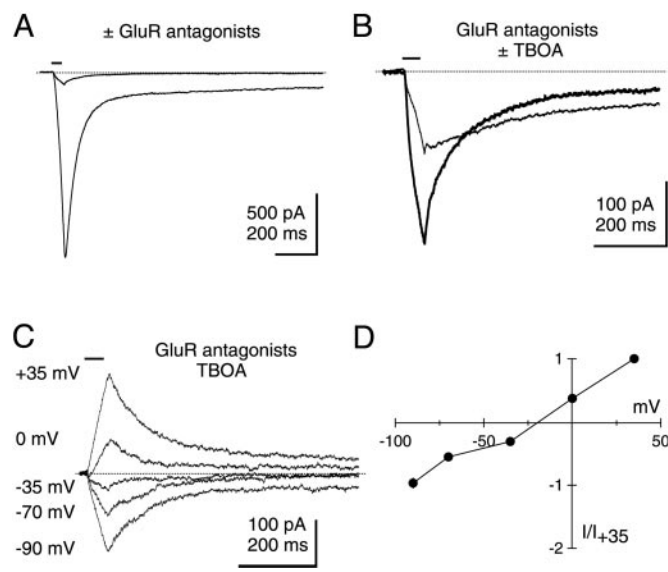 A
± GluR antagonists
500 pA
200 ms
B
GluR antagonists
± TBOA
100 pA
200 ms
C
GluR antagonists
TBOA
+35 mV
0 mV
-35 mV
-70 mV
-90 mV
100 pA
200 ms
D
1
mV
-100
-50
50
-1
I/I+35
-2